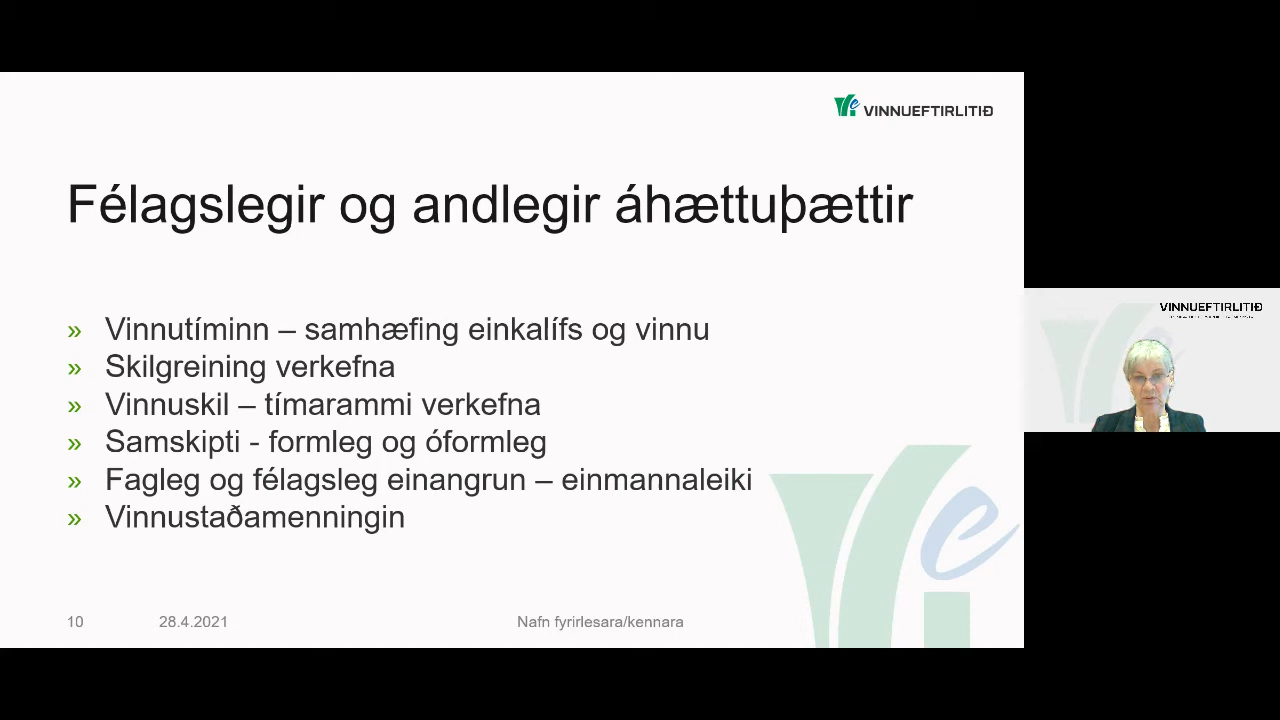 VINNUEFTIRLITIÐ
Félagslegir og andlegir áhættuþættir
» Vinnutíminn – samhæfing einkalífs og vinnu
» Skilgreining verkefna
» Vinnuskil – tímarammi verkefna
» Samskipti - formleg og óformleg
» Fagleg og félagsleg einangrun – einmannaleiki
» Vinnustaðamenningin
10 28.4.2021 Nafn fyrirlesara/kennara
VINNUEFTIRLITIÐ